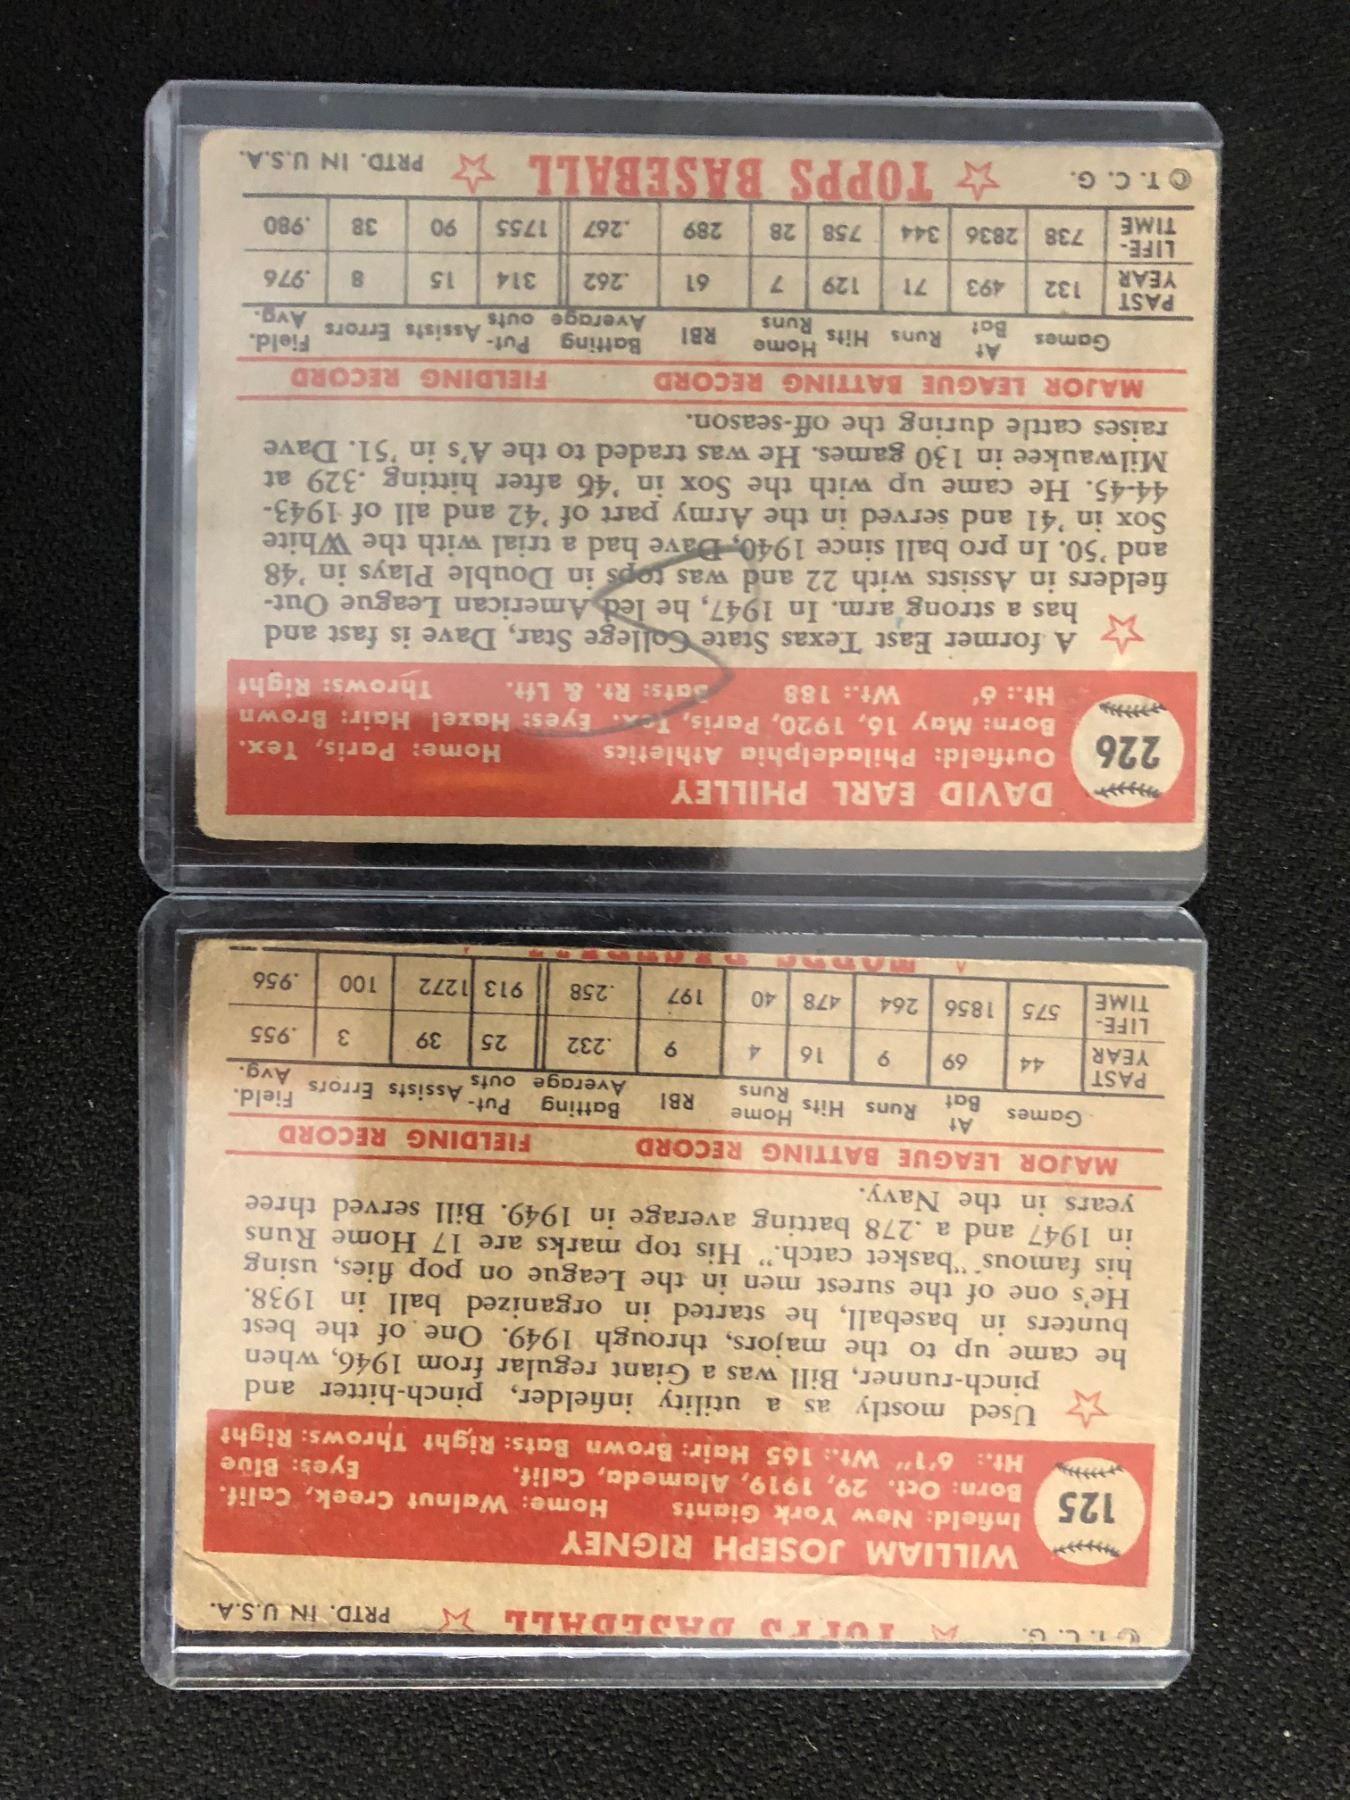 © T. C. G.
PRTD. IN U.S.A.
125
WILLIAM JOSEPH RIGNEY
Infield: New York Giants Home: Walnut Creek, Calif.
Born: Oct. 29, 1919, Alameda, Calif. Eyes: Blue
Ht.: 6'1" Wt.: 165 Hair: Brown Bats: Right Throws: Right
Used mostly as a utility infielder, pinch-hitter and
pinch-runner, Bill was a Giant regular from 1946, when
he came up to the majors, through 1949. One of the best
bunters in baseball, he started in organized ball in 1938.
He's one of the surest men in the League on pop flies, using
his famous "basket catch." His top marks are 17 Home Runs
in 1947 and a .278 batting average in 1949. Bill served three
years in the Navy.
MAJOR LEAGUE BATTING RECORD FIELDING RECORD
Games At Bat Runs Hits Home Runs RBI Batting Average Put-outs Assists Errors Field. Avg.
PAST YEAR 44 69 9 16 4 9 .232 25 39 3 .955
LIFE-TIME 575 1856 264 478 40 197 .258 913 1272 100 .956
226
DAVID EARL PHILLEY
Outfield: Philadelphia Athletics Home: Paris, Tex.
Born: May 16, 1920, Paris, Tex. Eyes: Hazel Hair: Brown
Ht.: 6' Wt.: 188 Bats: Rt. & Lft. Throws: Right
A former East Texas State College Star, Dave is fast and
has a strong arm. In 1947, he led American League Out-
fielders in Assists with 22 and was tops in Double Plays in '48
and '50. In pro ball since 1940, Dave had a trial with the White
Sox in '41 and served in the Army part of '42 and all of 1943-
44-45. He came up with the Sox in '46 after hitting .329 at
Milwaukee in 130 games. He was traded to the A's in '51. Dave
raises cattle during the off-season.
MAJOR LEAGUE BATTING RECORD FIELDING RECORD
Games At Bat Runs Hits Home Runs RBI Batting Average Put-outs Assists Errors Field. Avg.
PAST YEAR 132 493 71 129 7 61 .262 314 15 8 .976
LIFE-TIME 738 2836 344 758 28 289 .267 1755 90 38 .980
© T. C. G. TOPPS BASEBALL PRTD. IN U.S.A.